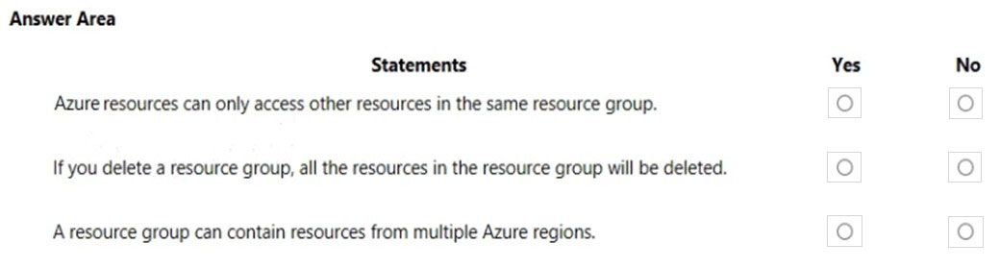 Answer Area
Statements Yes No
Azure resources can only access other resources in the same resource group.
If you delete a resource group, all the resources in the resource group will be deleted.
A resource group can contain resources from multiple Azure regions.